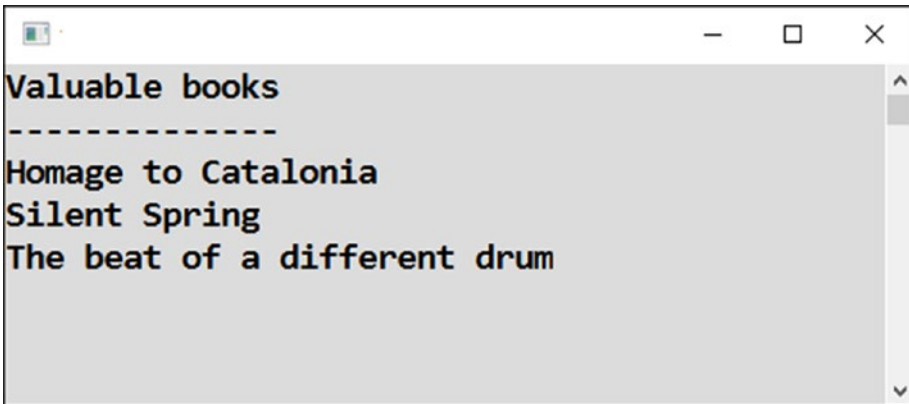 Valuable books
--------------
Homage to Catalonia
Silent Spring
The beat of a different drum